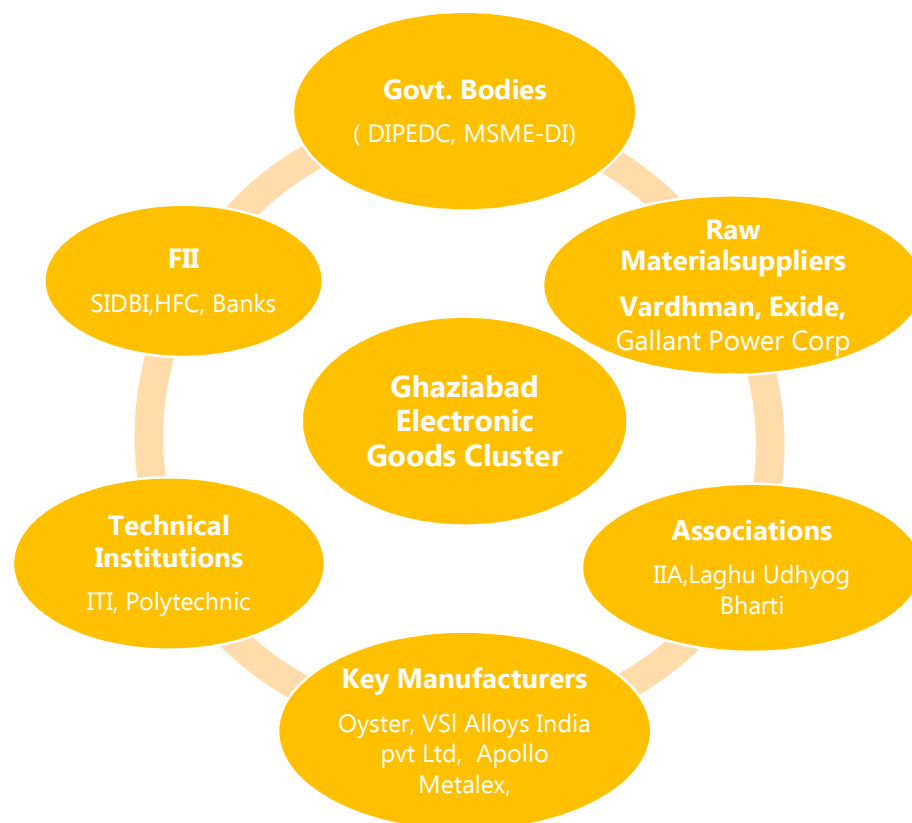 Govt. Bodies
( DIPEDC, MSME-DI)
Raw
Materialsuppliers
Vardhman, Exide,
Gallant Power Corp
FII
SIDBI,HFC, Banks
Ghaziabad
Electronic
Goods Cluster
Technical
Institutions
ITI, Polytechnic
Associations
IIA,Laghu Udhyog
Bharti
Key Manufacturers
Oyster, VSl Alloys India
pvt Ltd,  Apollo
Metalex,